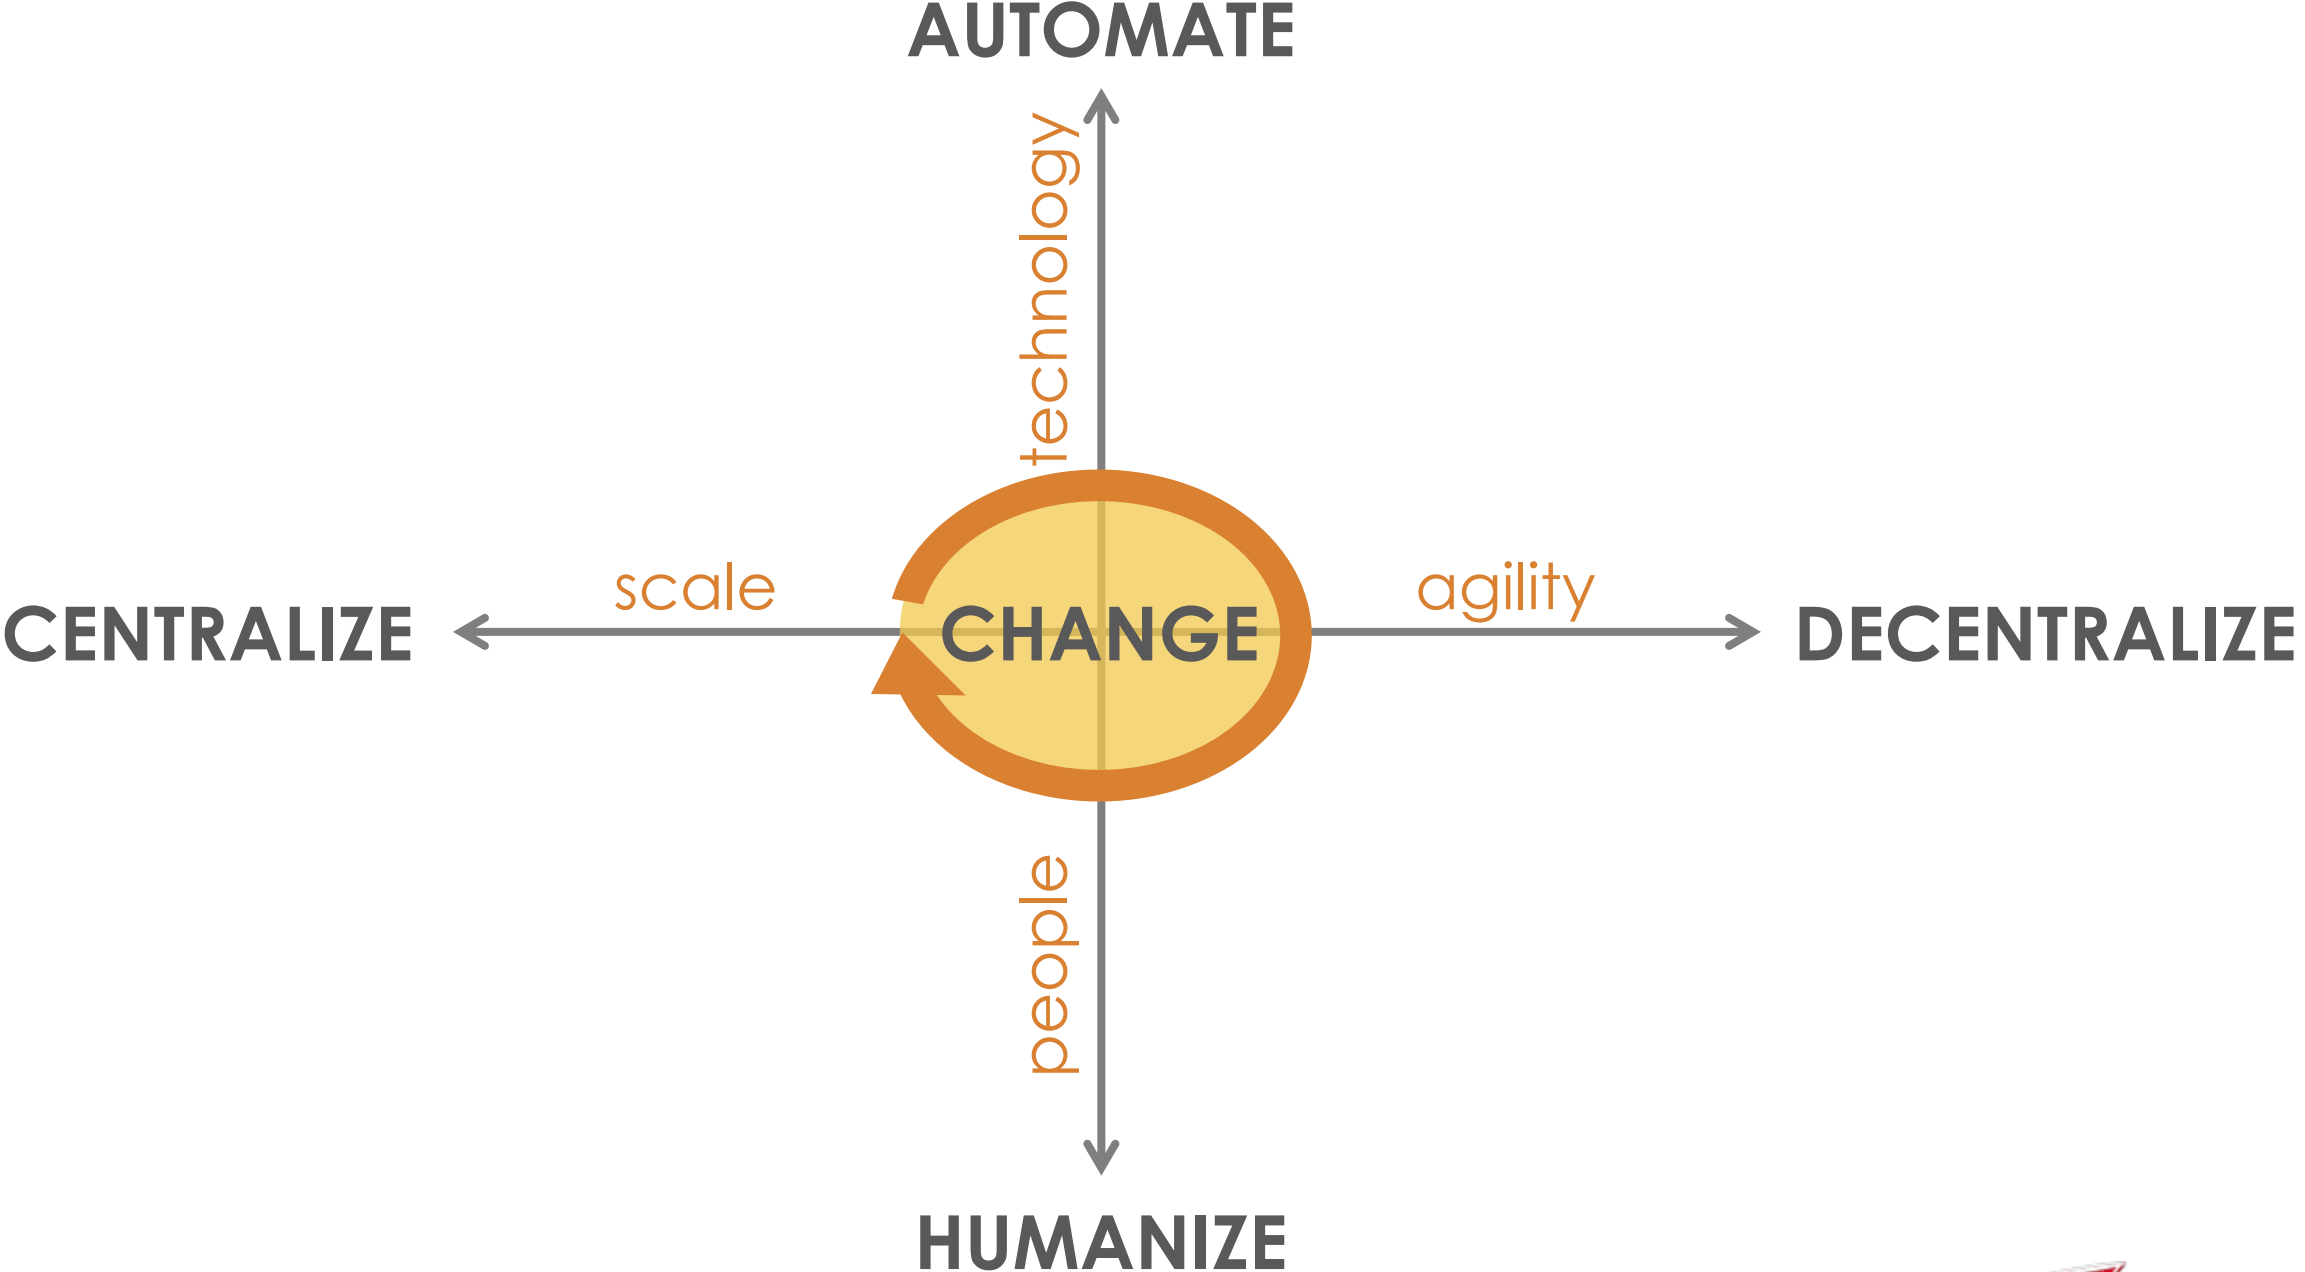 AUTOMATE
technology
scale
agility
CENTRALIZE
CHANGE
DECENTRALIZE
people
HUMANIZE